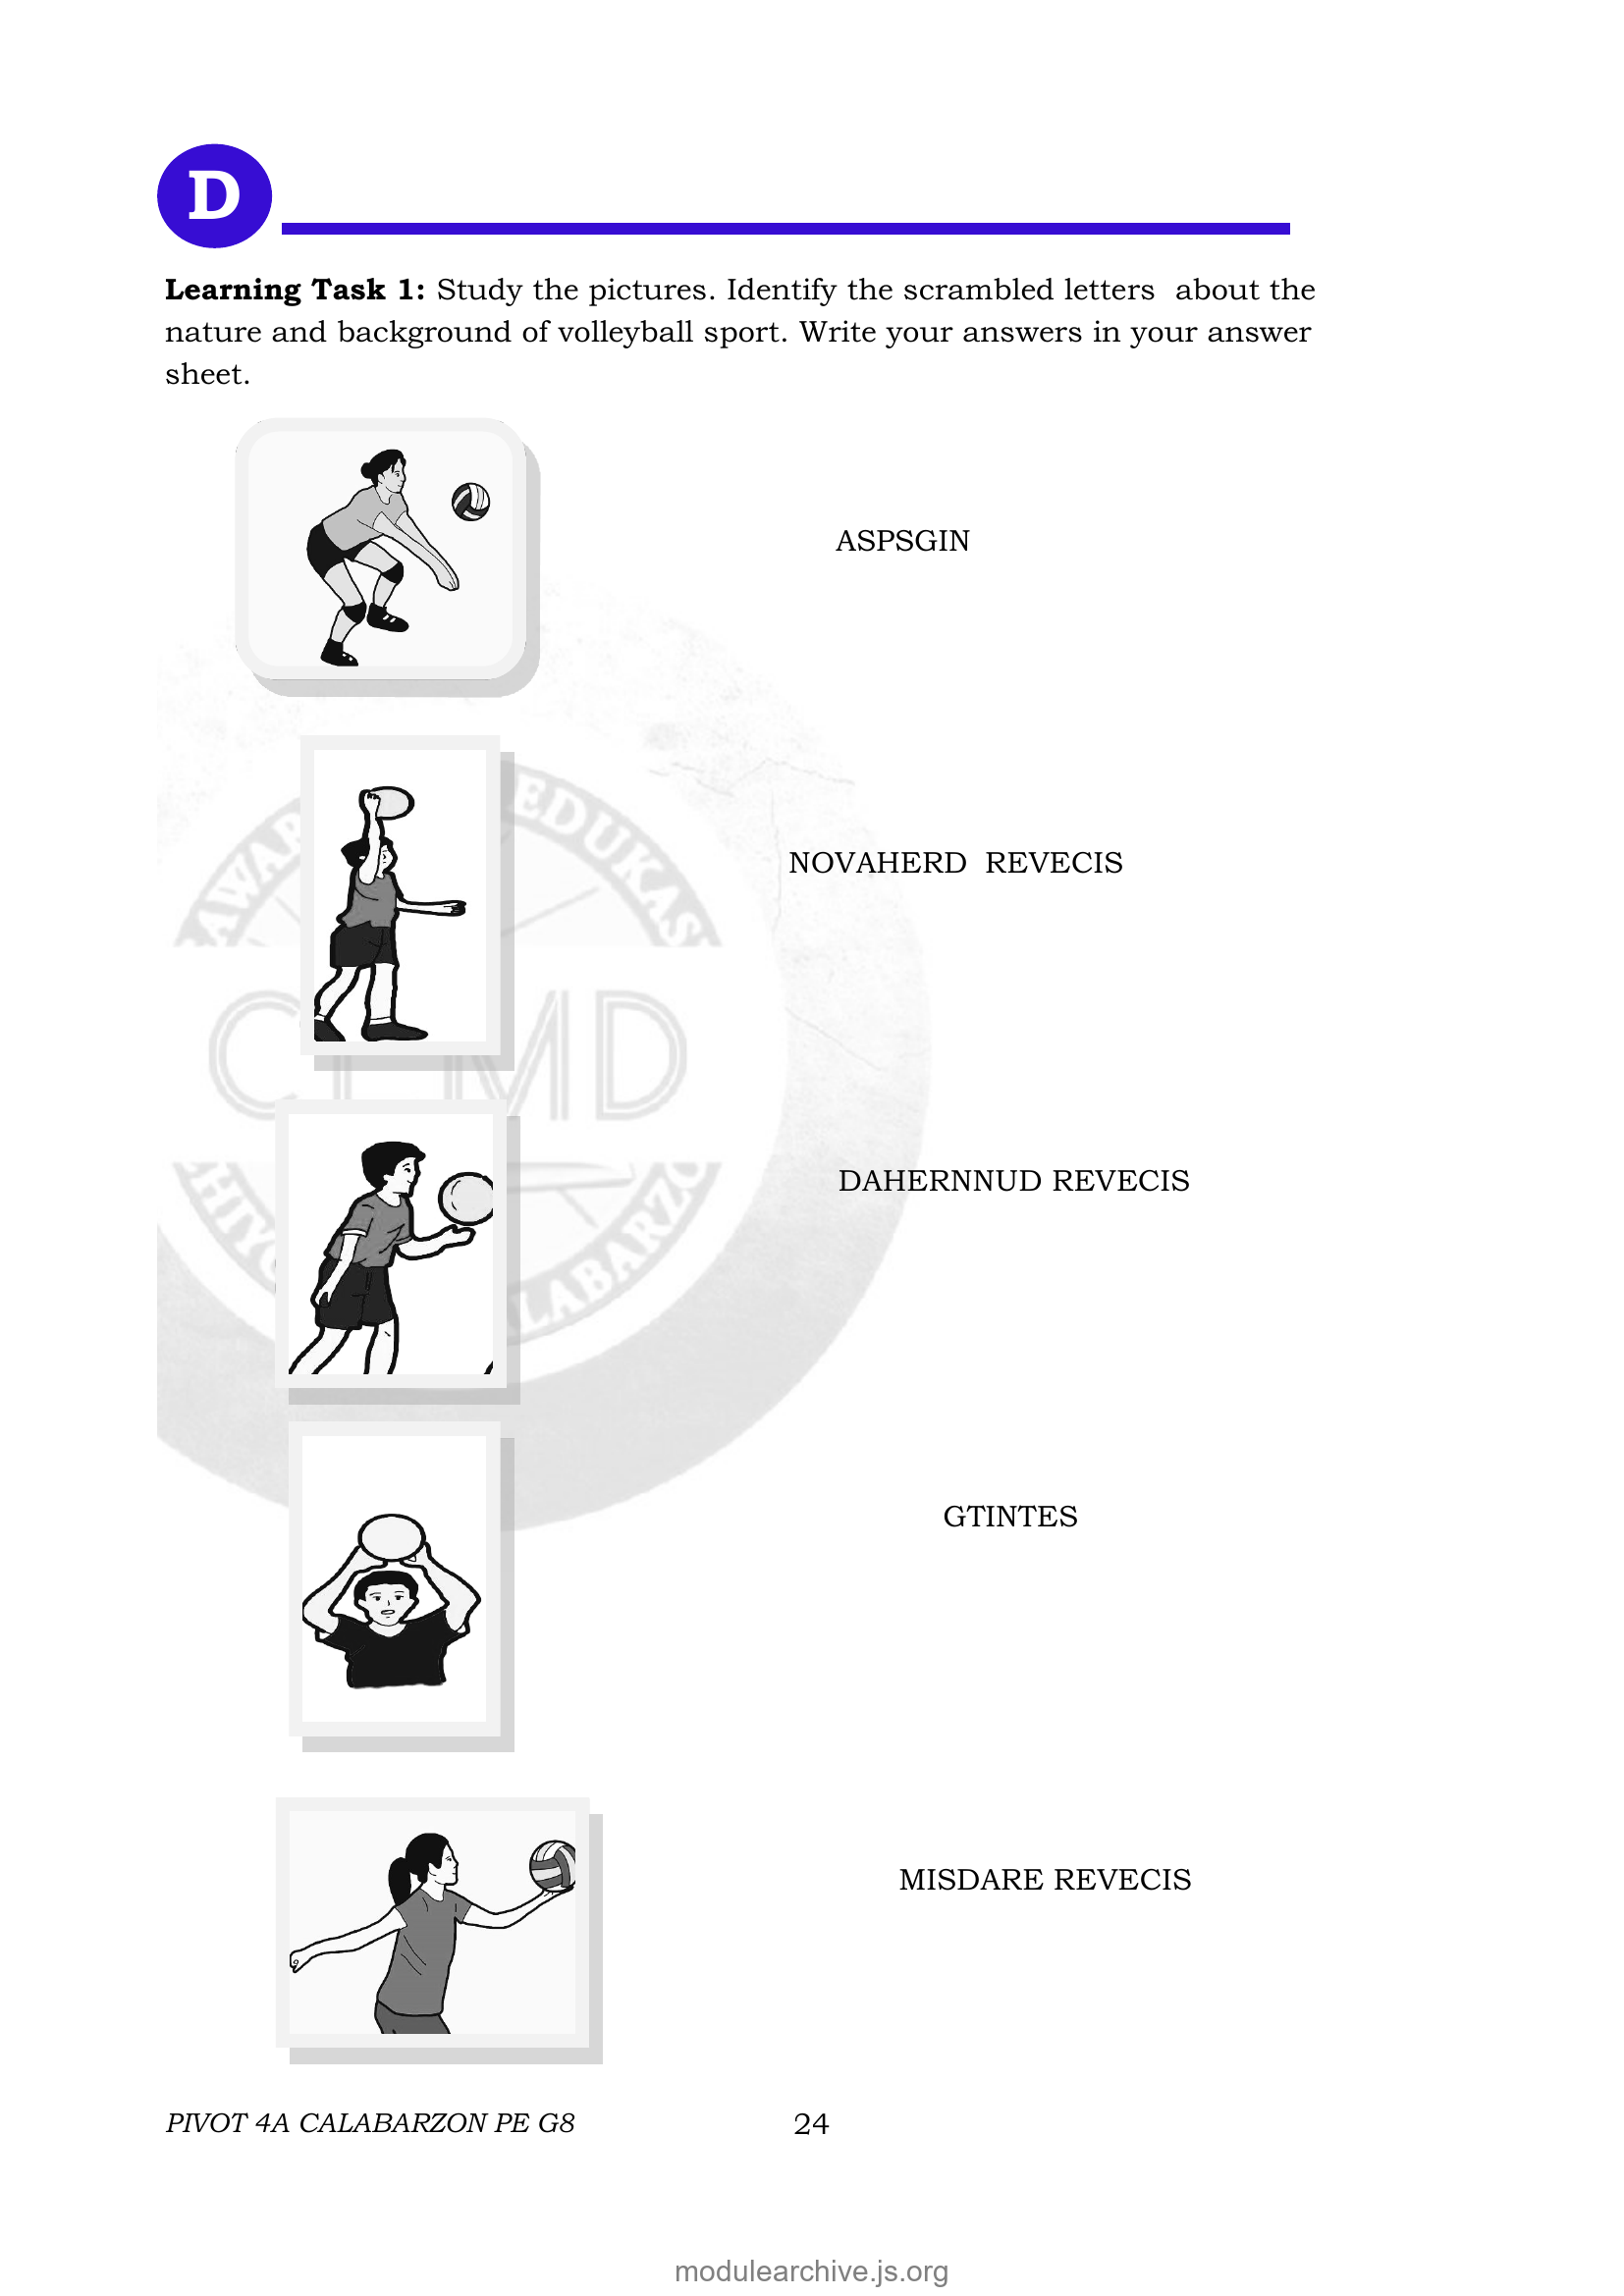 D
Learning Task 1: Study the pictures. Identify the scrambled letters about the
nature and background of volleyball sport. Write your answers in your answer
sheet.
ASPSGIN
NOVAHERD REVECIS
DAHERNNUD REVECIS
GTINTES
MISDARE REVECIS
PIVOT 4A CALABARZON PE G8
24
modulearchive.js.org